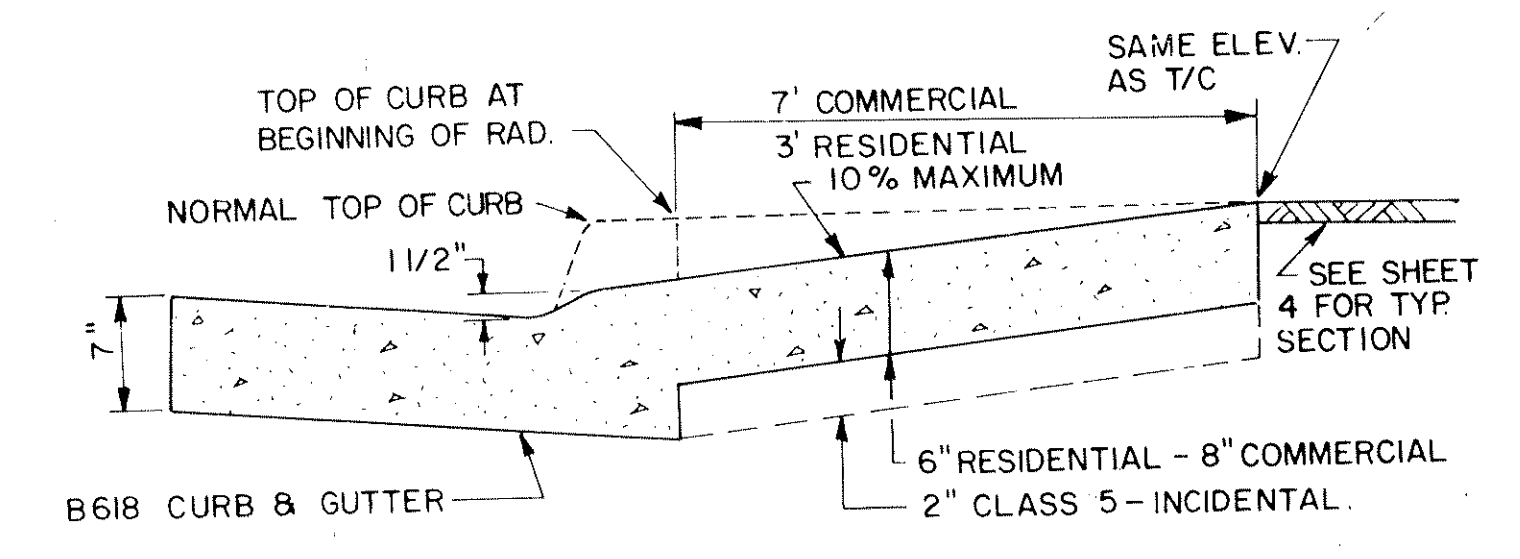 SAME ELEV.
AS T/C
TOP OF CURB AT
BEGINNING OF RAD.
7' COMMERCIAL
3' RESIDENTIAL
10% MAXIMUM
NORMAL TOP OF CURB
1 1/2"
7"
SEE SHEET
4 FOR TYP.
SECTION
6" RESIDENTIAL - 8" COMMERCIAL
2" CLASS 5 - INCIDENTAL.
B618 CURB & GUTTER